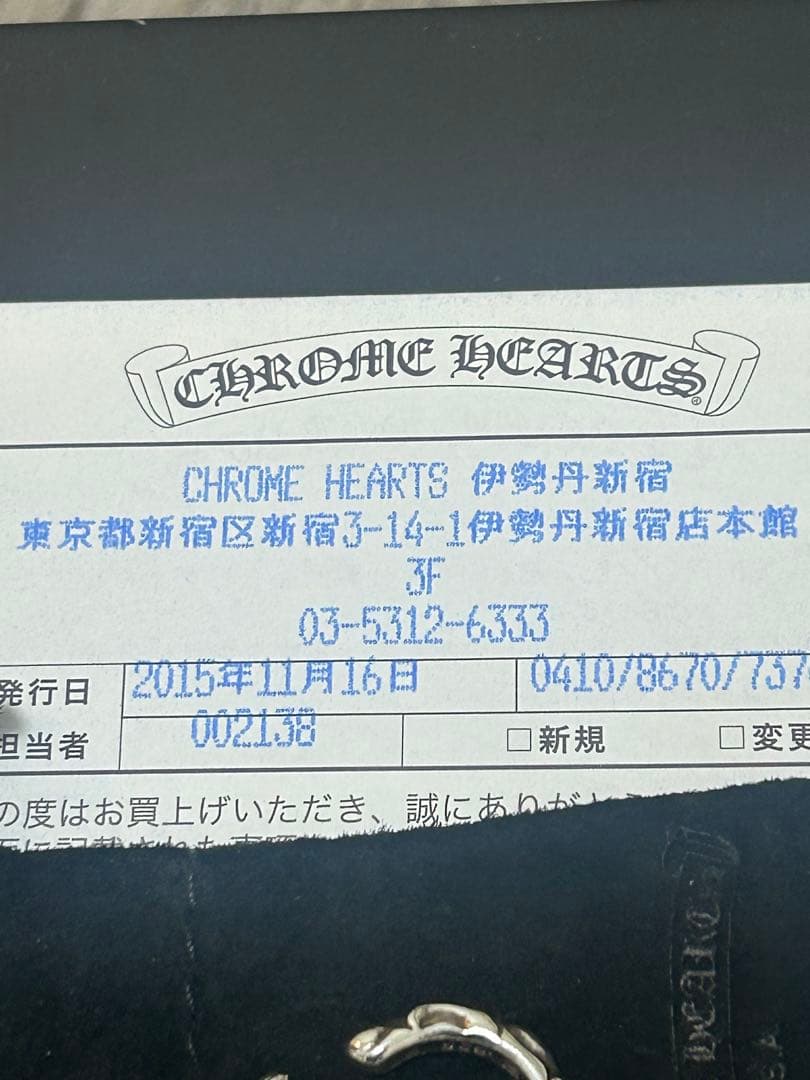 CHROME HEARTS
CHROME HEARTS 伊勢丹新宿
東京都新宿区新宿3-14-1伊勢丹新宿店本館
3F
03-5312-6333
発行日 2015年11月16日 0410/8670/737
担当者 002138 □新規 □変更
の度はお買上げいただき、誠にありがとう
HEARTS